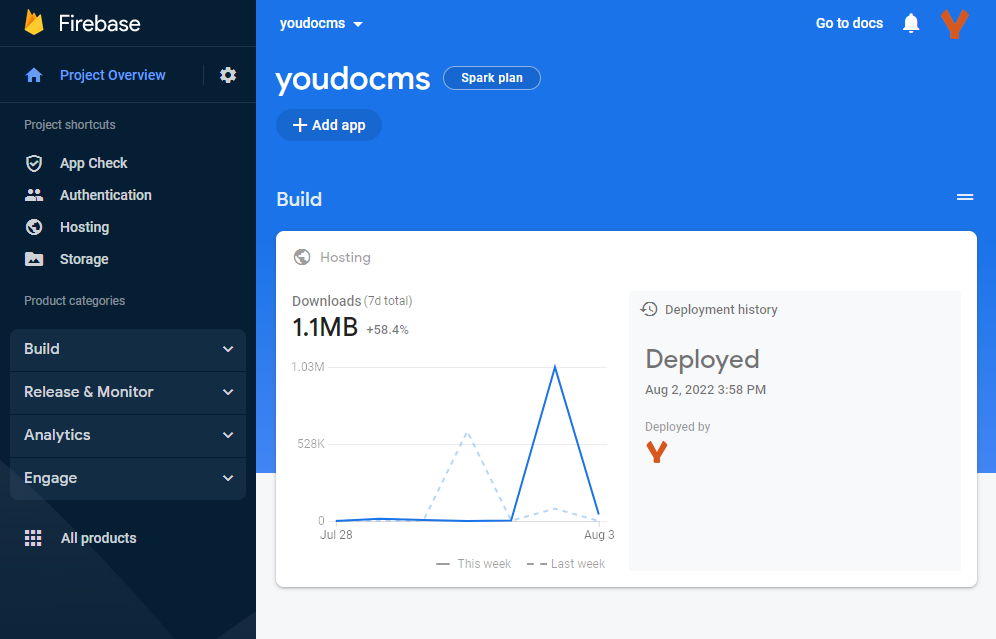 Firebase
Project Overview
Project shortcuts
App Check
Authentication
Hosting
Storage
Product categories
Build
Release & Monitor
Analytics
Engage
All products
youdocms
Go to docs
youdocms
Spark plan
Add app
Build
Hosting
Downloads (7d total)
1.1MB +58.4%
1.03M
528K
0
Jul 28
Aug 3
This week
Last week
Deployment history
Deployed
Aug 2, 2022 3:58 PM
Deployed by